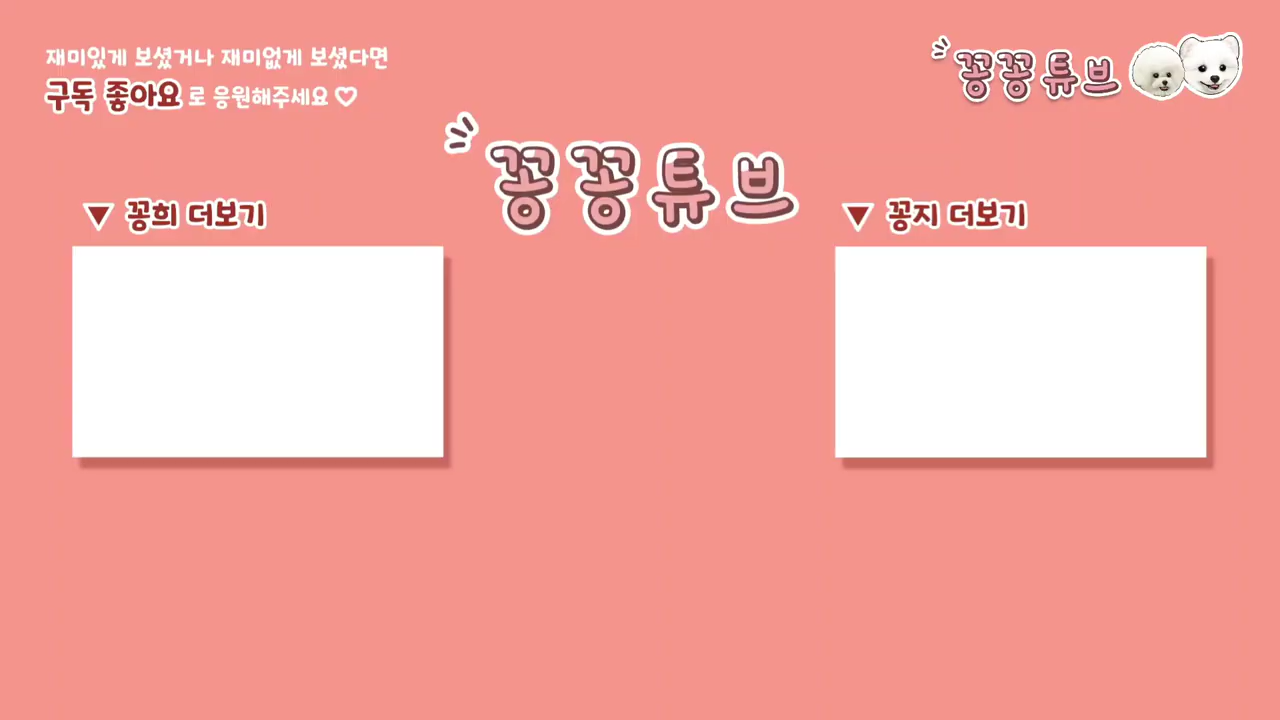 재미있게 보셨거나 재미없게 보셨다면
구독 좋아요 로 응원해주세요 ♡
꽁꽁튜브
꽁꽁튜브
▼ 꽁희 더보기
▼ 꽁지 더보기